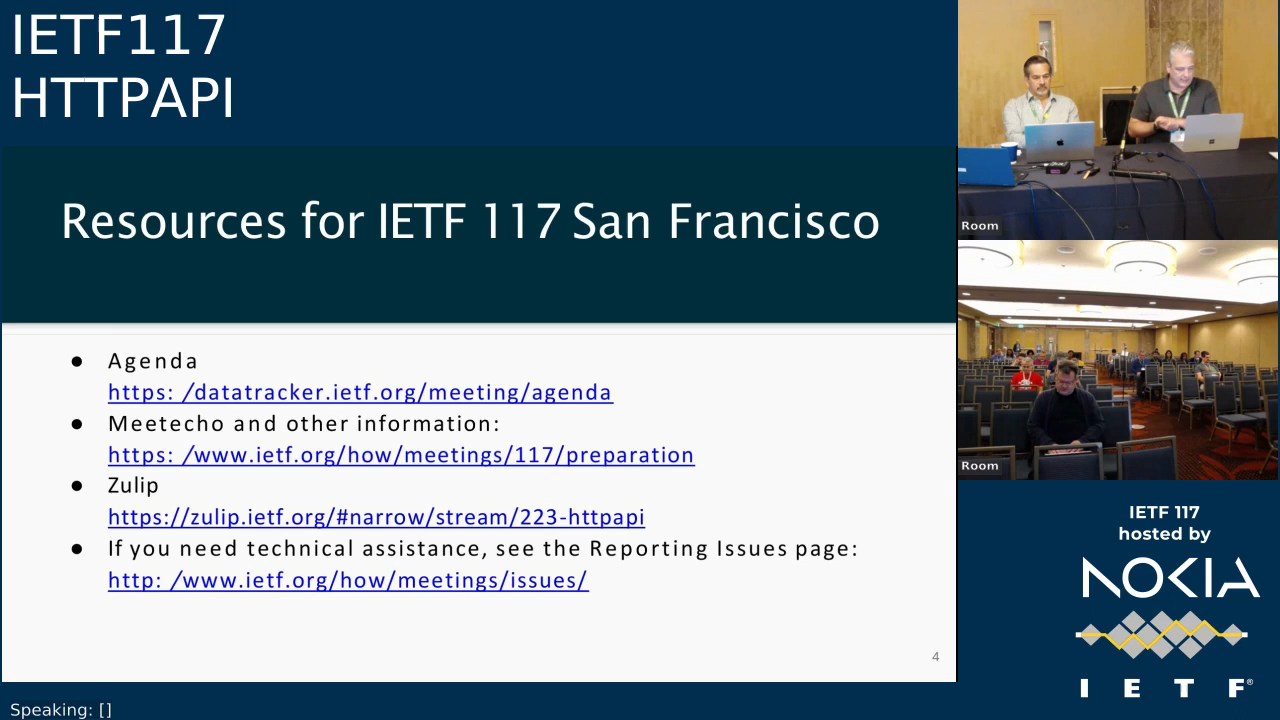 IETF117
HTTPAPI
Resources for IETF 117 San Francisco
● Agenda
https: /datatracker.ietf.org/meeting/agenda
● Meetecho and other information:
https: /www.ietf.org/how/meetings/117/preparation
● Zulip
https://zulip.ietf.org/#narrow/stream/223-httpapi
● If you need technical assistance, see the Reporting Issues page:
http: /www.ietf.org/how/meetings/issues/
4
Speaking: []
Room
Room
IETF 117
hosted by
NOKIA
I E T F®